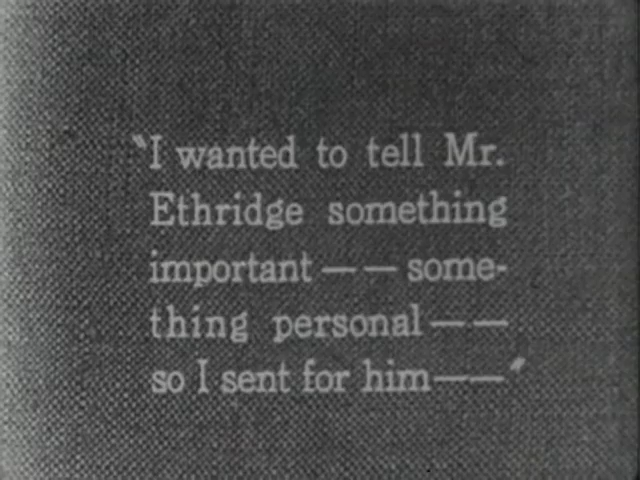 "I wanted to tell Mr.
Ethridge something
important — — some-
thing personal — —
so I sent for him — —"